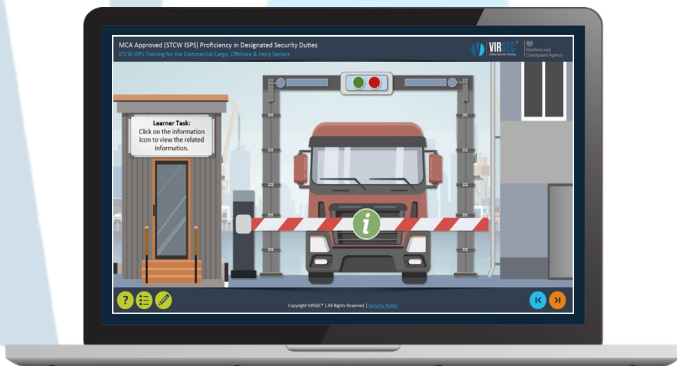 MCA Approved (STCW ISPS) Proficiency in Designated Security Duties
STCW ISPS Training for the Commercial Cargo, Offshore & Ferry Sectors
VIRSEC®
Maritime and
Coastguard Agency
Learner Task:
Click on the information
icon to view the related
information.
i
?
Copyright VIRSEC® | All Rights Reserved | Security Notice